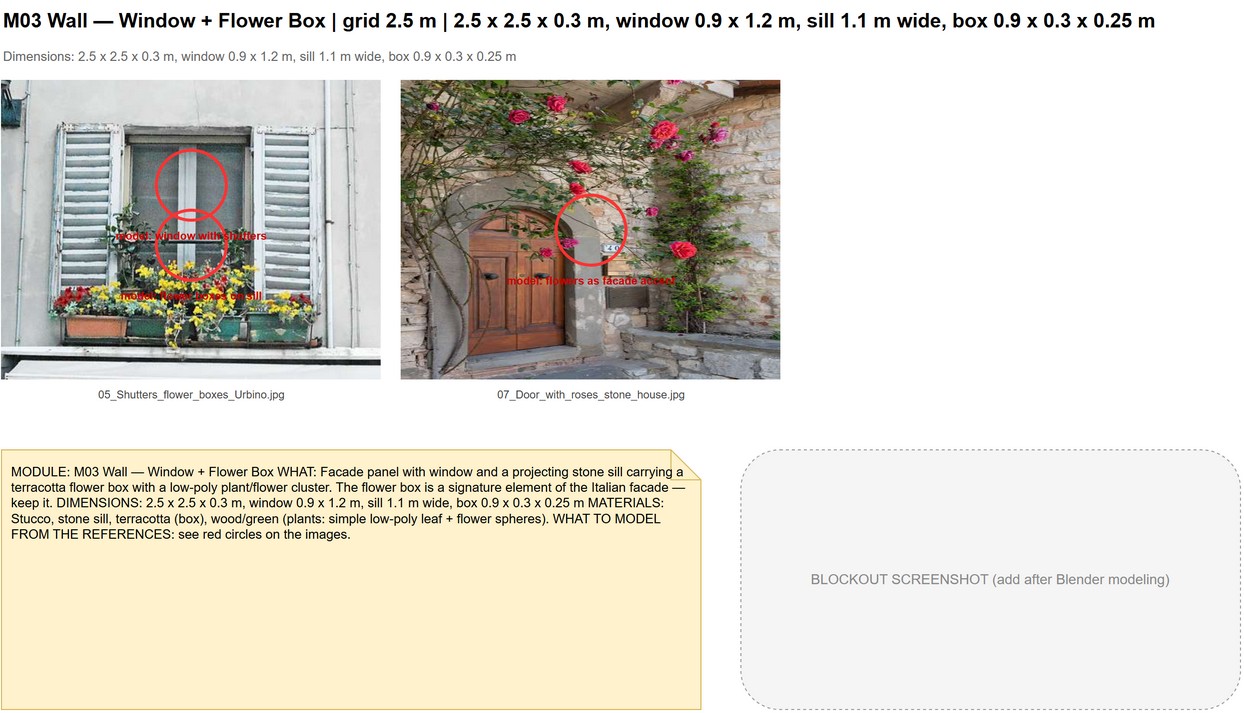 M03 Wall — Window + Flower Box | grid 2.5 m | 2.5 x 2.5 x 0.3 m, window 0.9 x 1.2 m, sill 1.1 m wide, box 0.9 x 0.3 x 0.25 m
Dimensions: 2.5 x 2.5 x 0.3 m, window 0.9 x 1.2 m, sill 1.1 m wide, box 0.9 x 0.3 x 0.25 m
model: window with shutters
model: flower boxes on sill
model: flowers as facade accent
05_Shutters_flower_boxes_Urbino.jpg
07_Door_with_roses_stone_house.jpg
MODULE: M03 Wall — Window + Flower Box WHAT: Facade panel with window and a projecting stone sill carrying a
terracotta flower box with a low-poly plant/flower cluster. The flower box is a signature element of the Italian facade —
keep it. DIMENSIONS: 2.5 x 2.5 x 0.3 m, window 0.9 x 1.2 m, sill 1.1 m wide, box 0.9 x 0.3 x 0.25 m MATERIALS:
Stucco, stone sill, terracotta (box), wood/green (plants: simple low-poly leaf + flower spheres). WHAT TO MODEL
FROM THE REFERENCES: see red circles on the images.
BLOCKOUT SCREENSHOT (add after Blender modeling)